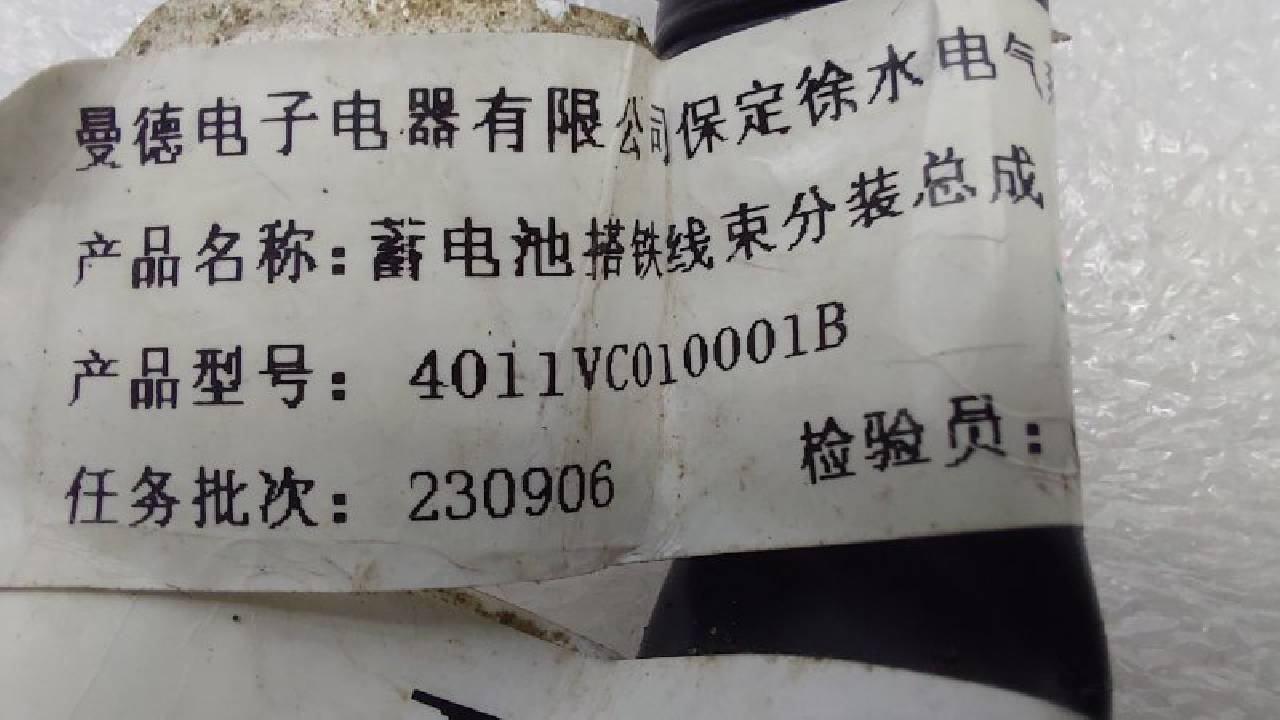 曼德电子电器有限公司保定徐水电气
产品名称：蓄电池搭铁线束分装总成
产品型号：4011VC010001B
任务批次：230906
检验员：